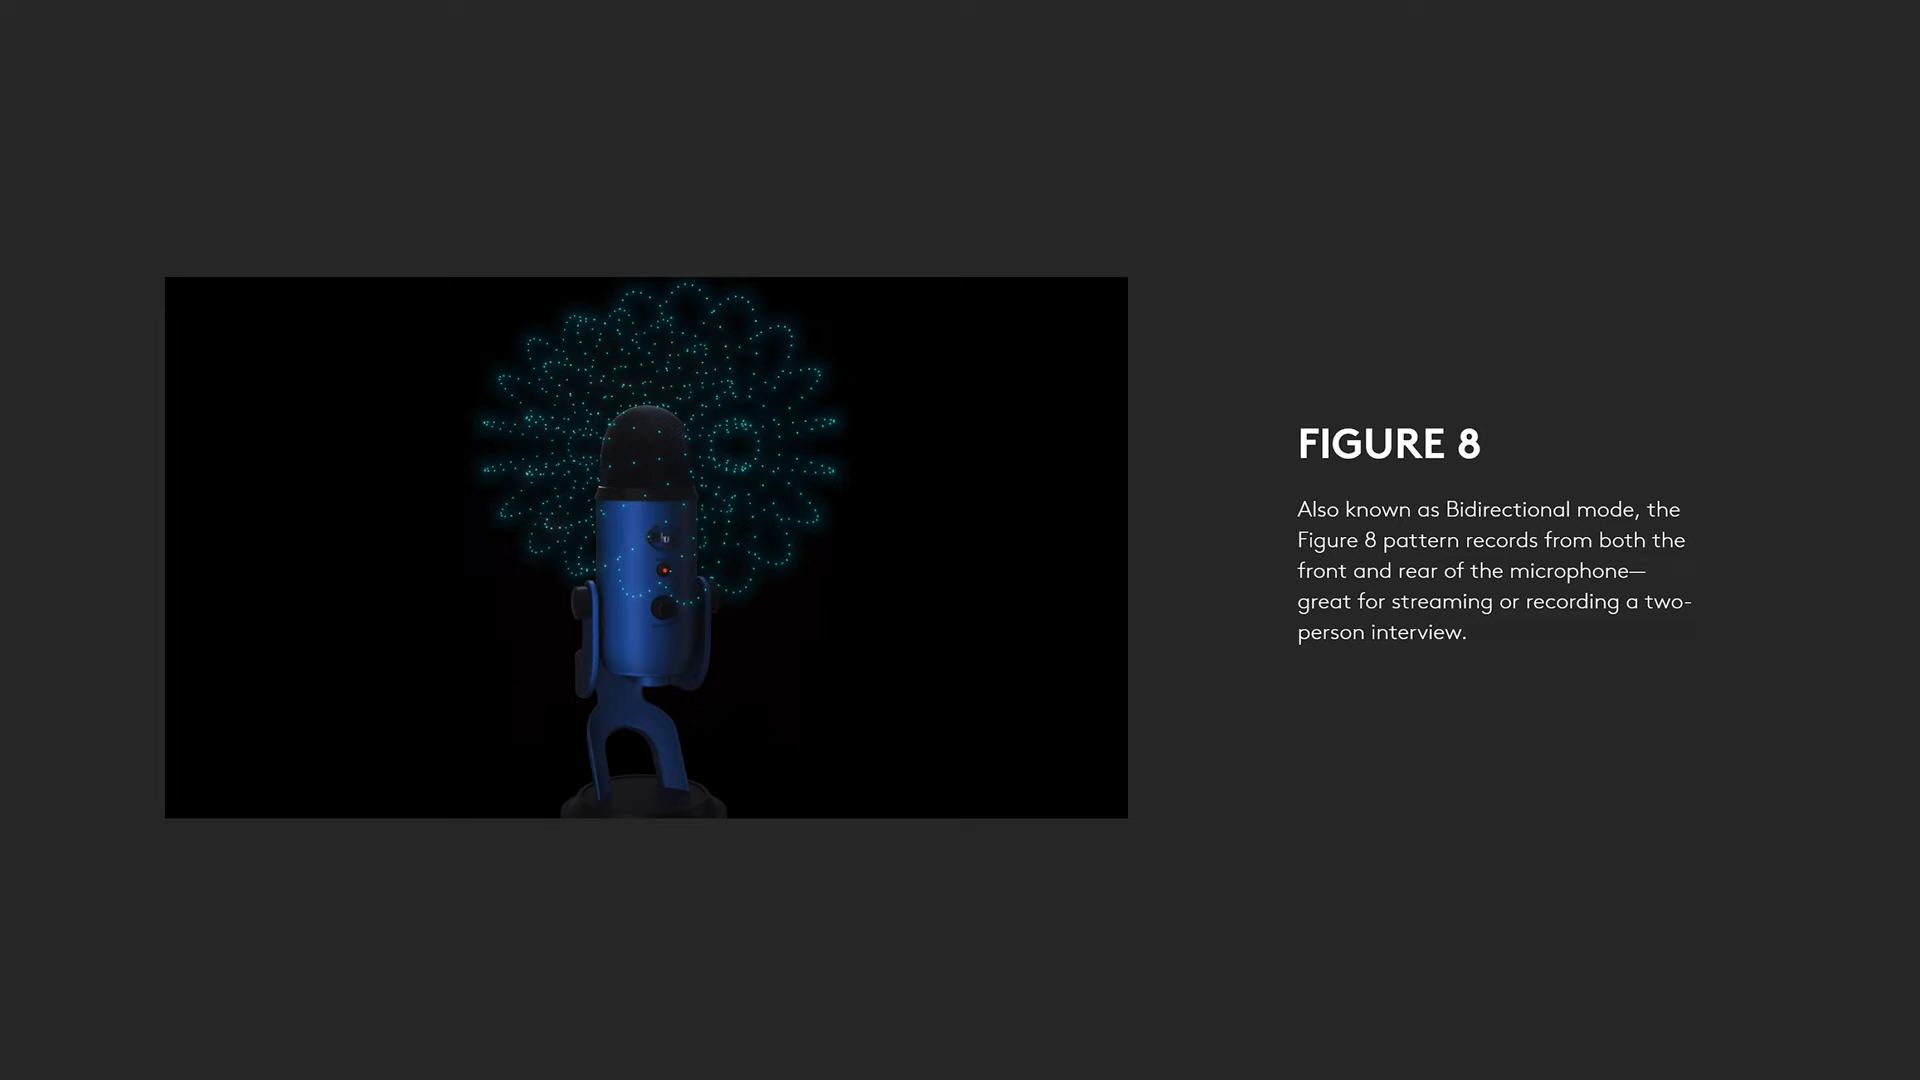 FIGURE 8
Also known as Bidirectional mode, the
Figure 8 pattern records from both the
front and rear of the microphone—
great for streaming or recording a two-
person interview.